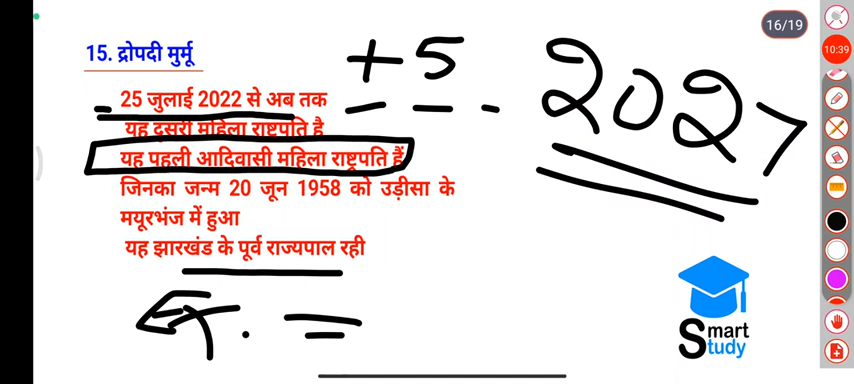 16/19
10:39
15. द्रोपदी मुर्मू
+5
2027
25 जुलाई 2022 से अब तक
यह दूसरी महिला राष्ट्रपति है
यह पहली आदिवासी महिला राष्ट्रपति हैं
जिनका जन्म 20 जून 1958 को उड़ीसा के
मयूरभंज में हुआ
यह झारखंड के पूर्व राज्यपाल रही
Smart
Study